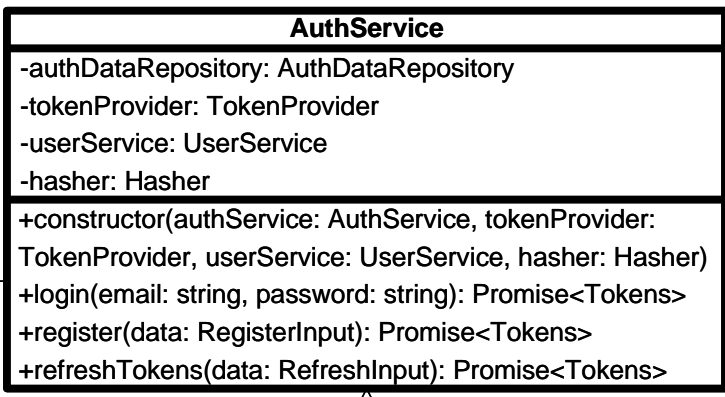 AuthService
-authDataRepository: AuthDataRepository
-tokenProvider: TokenProvider
-userService: UserService
-hasher: Hasher
+constructor(authService: AuthService, tokenProvider:
TokenProvider, userService: UserService, hasher: Hasher)
+login(email: string, password: string): Promise<Tokens>
+register(data: RegisterInput): Promise<Tokens>
+refreshTokens(data: RefreshInput): Promise<Tokens>